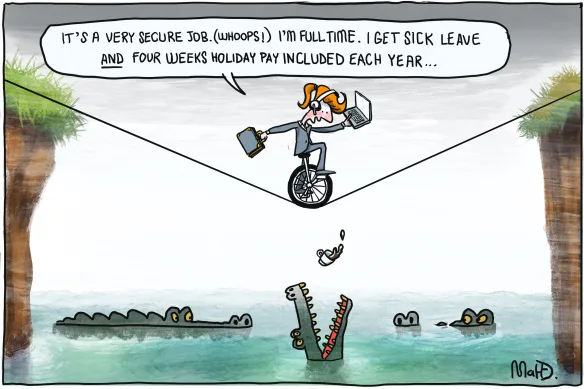 IT'S A VERY SECURE JOB. (WHOOPS!) I'M FULLTIME. I GET SICK LEAVE
AND FOUR WEEKS HOLIDAY PAY INCLUDED EACH YEAR...
MatD.